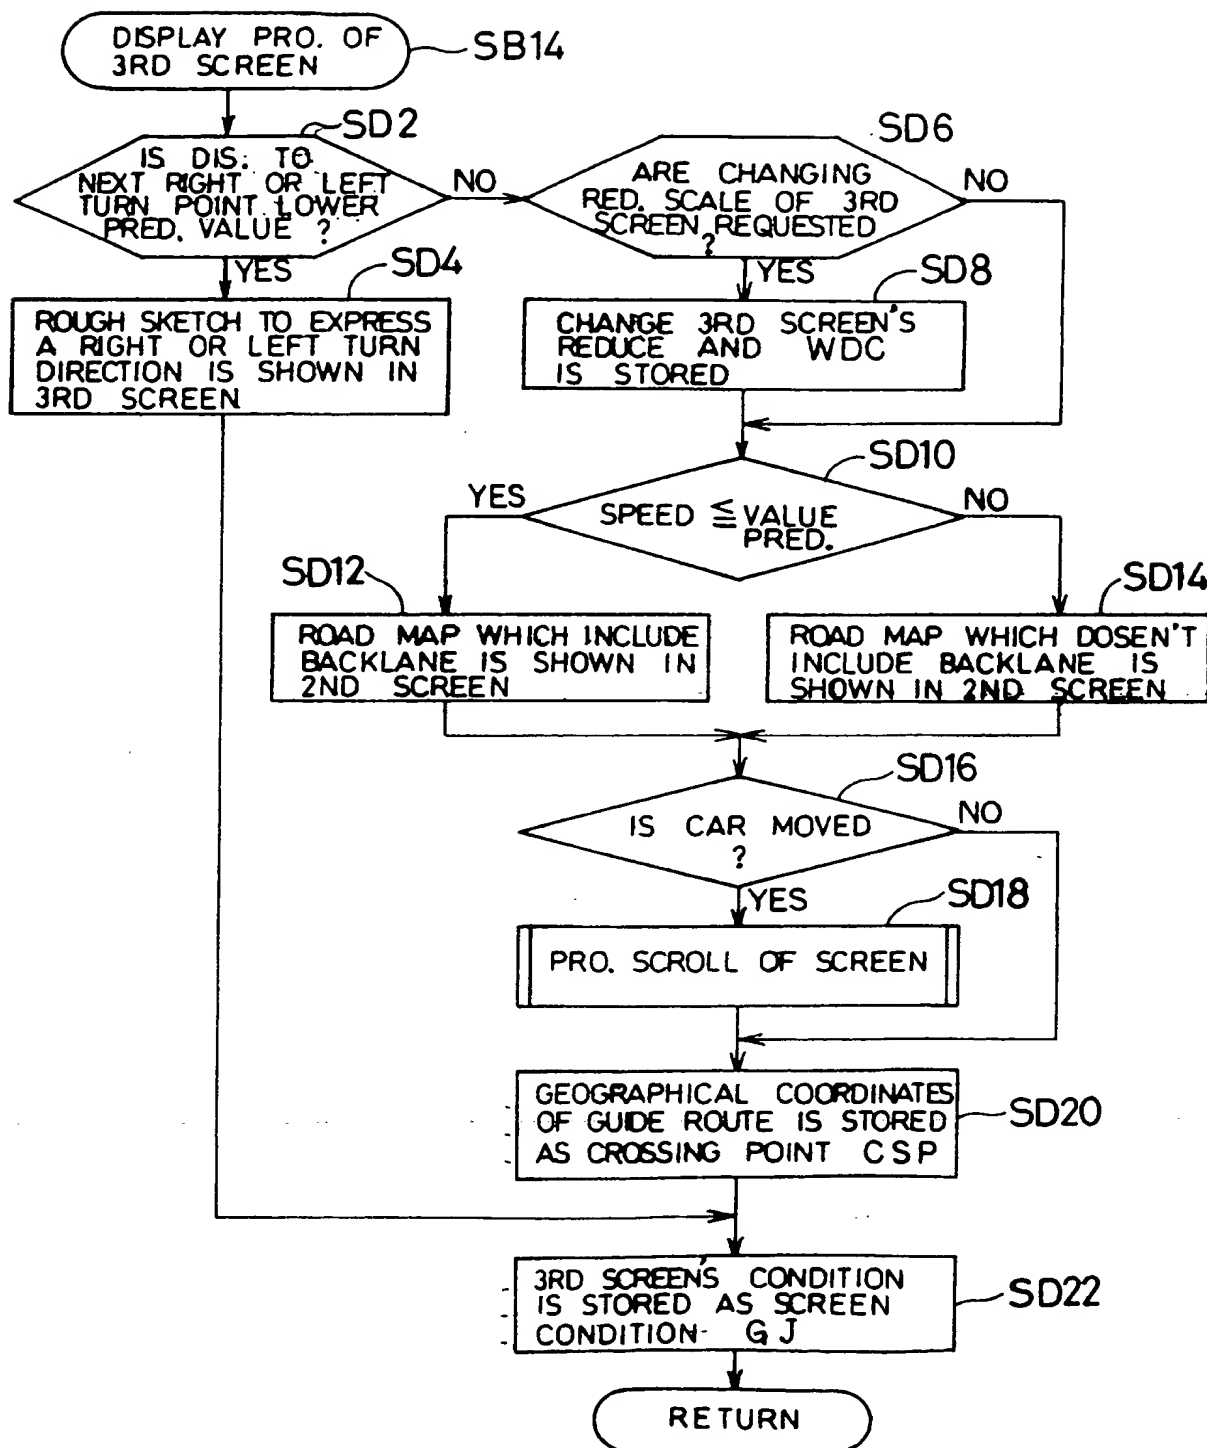 DISPLAY PRO. OF
3RD SCREEN
SB14
SD2
IS DIS. TO
NEXT RIGHT OR LEFT
TURN POINT LOWER
PRED. VALUE ?
NO
YES
SD4
ROUGH SKETCH TO EXPRESS
A RIGHT OR LEFT TURN
DIRECTION IS SHOWN IN
3RD SCREEN
SD6
ARE CHANGING
RED. SCALE OF 3RD
SCREEN REQUESTED
?
NO
YES
SD8
CHANGE 3RD SCREEN'S
REDUCE AND WDC
IS STORED
SD10
SPEED ≦ VALUE
PRED.
YES
NO
SD12
ROAD MAP WHICH INCLUDE
BACKLANE IS SHOWN IN
2ND SCREEN
SD14
ROAD MAP WHICH DOSEN'T
INCLUDE BACKLANE IS
SHOWN IN 2ND SCREEN
SD16
IS CAR MOVED
?
NO
YES
SD18
PRO. SCROLL OF SCREEN
GEOGRAPHICAL COORDINATES
OF GUIDE ROUTE IS STORED
AS CROSSING POINT CSP
SD20
3RD SCREEN'S CONDITION
IS STORED AS SCREEN
CONDITION GJ
SD22
RETURN